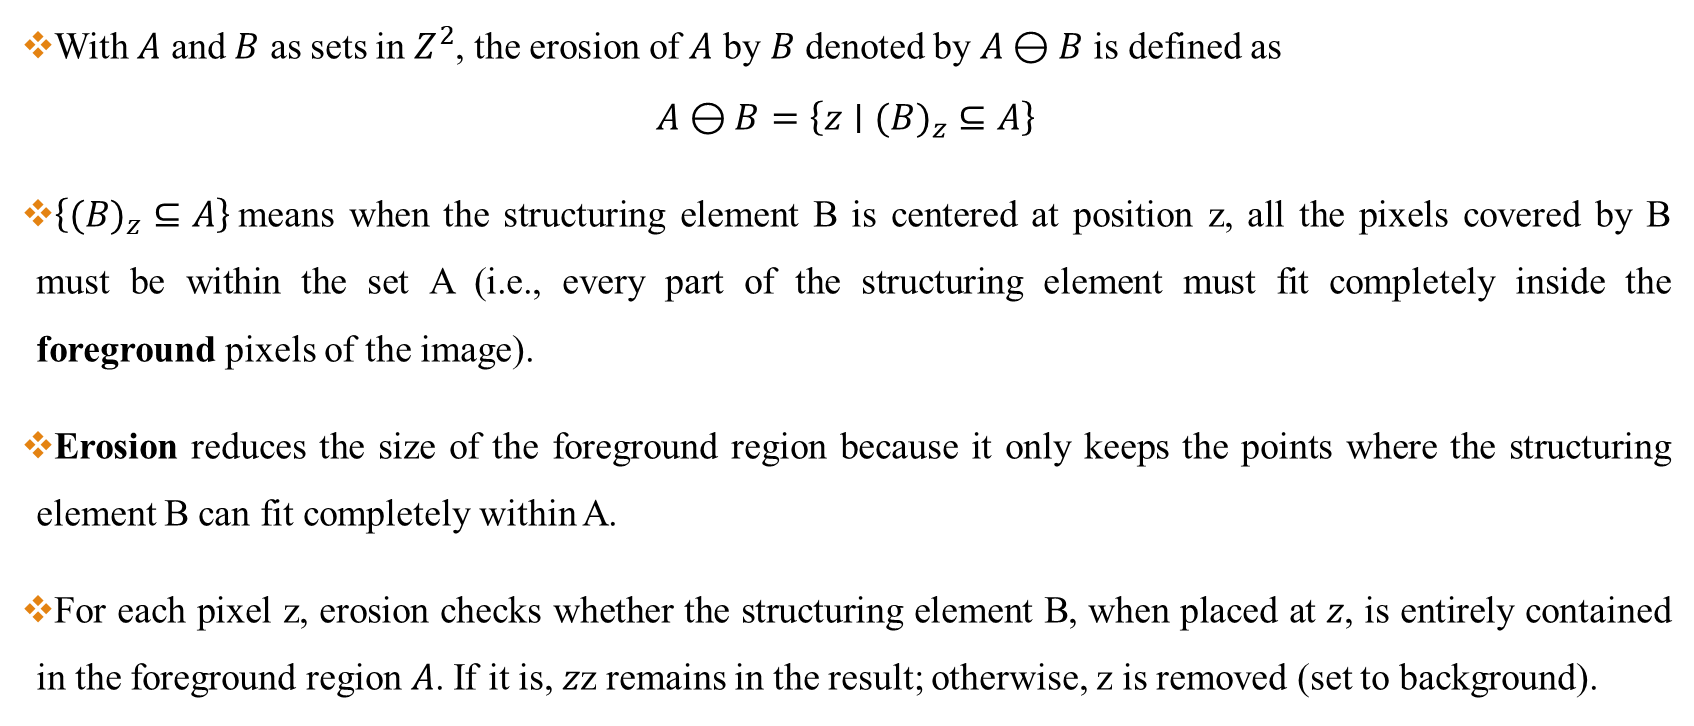 ❖With A and B as sets in Z², the erosion of A by B denoted by A ⊖ B is defined as
A ⊖ B = {z | (B)_z ⊆ A}
❖{(B)_z ⊆ A} means when the structuring element B is centered at position z, all the pixels covered by B
must be within the set A (i.e., every part of the structuring element must fit completely inside the
foreground pixels of the image).
❖Erosion reduces the size of the foreground region because it only keeps the points where the structuring
element B can fit completely within A.
❖For each pixel z, erosion checks whether the structuring element B, when placed at z, is entirely contained
in the foreground region A. If it is, zz remains in the result; otherwise, z is removed (set to background).